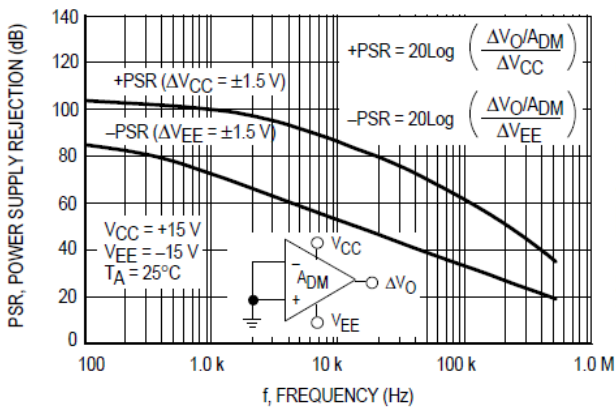 PSR, POWER SUPPLY REJECTION (dB)
140
120
100
80
60
40
20
0
+PSR (ΔVCC = ±1.5 V)
–PSR (ΔVEE = ±1.5 V)
+PSR = 20Log (ΔVO/ADM / ΔVCC)
–PSR = 20Log (ΔVO/ADM / ΔVEE)
VCC = +15 V
VEE = –15 V
TA = 25°C
VCC
–
ADM
+
ΔVO
VEE
100
1.0 k
10 k
100 k
1.0 M
f, FREQUENCY (Hz)